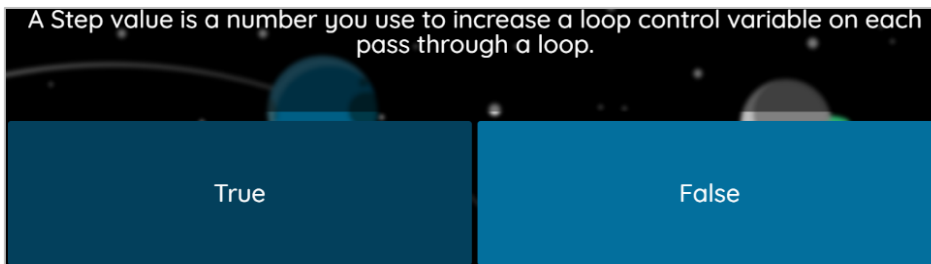 A Step value is a number you use to increase a loop control variable on each
pass through a loop.
True
False